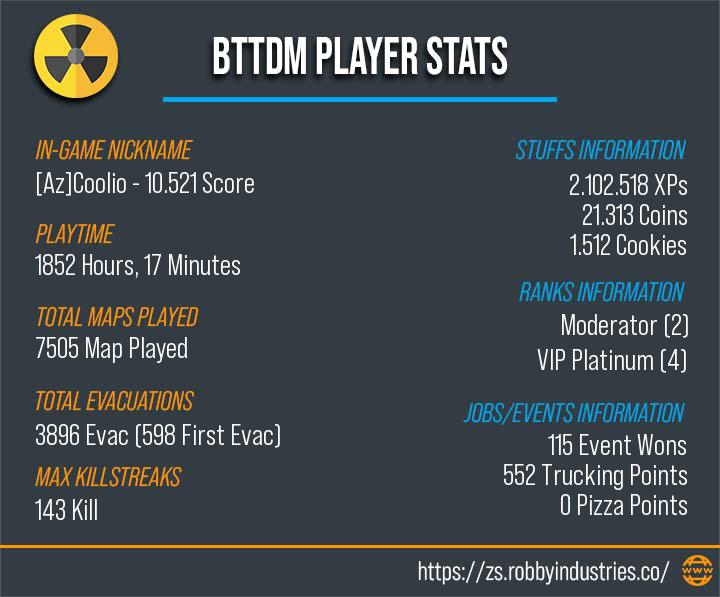 BTTDM PLAYER STATS
IN-GAME NICKNAME
[Az]Coolio - 10.521 Score
PLAYTIME
1852 Hours, 17 Minutes
TOTAL MAPS PLAYED
7505 Map Played
TOTAL EVACUATIONS
3896 Evac (598 First Evac)
MAX KILLSTREAKS
143 Kill
STUFFS INFORMATION
2.102.518 XPs
21.313 Coins
1.512 Cookies
RANKS INFORMATION
Moderator (2)
VIP Platinum (4)
JOBS/EVENTS INFORMATION
115 Event Wons
552 Trucking Points
0 Pizza Points
https://zs.robbyindustries.co/
www